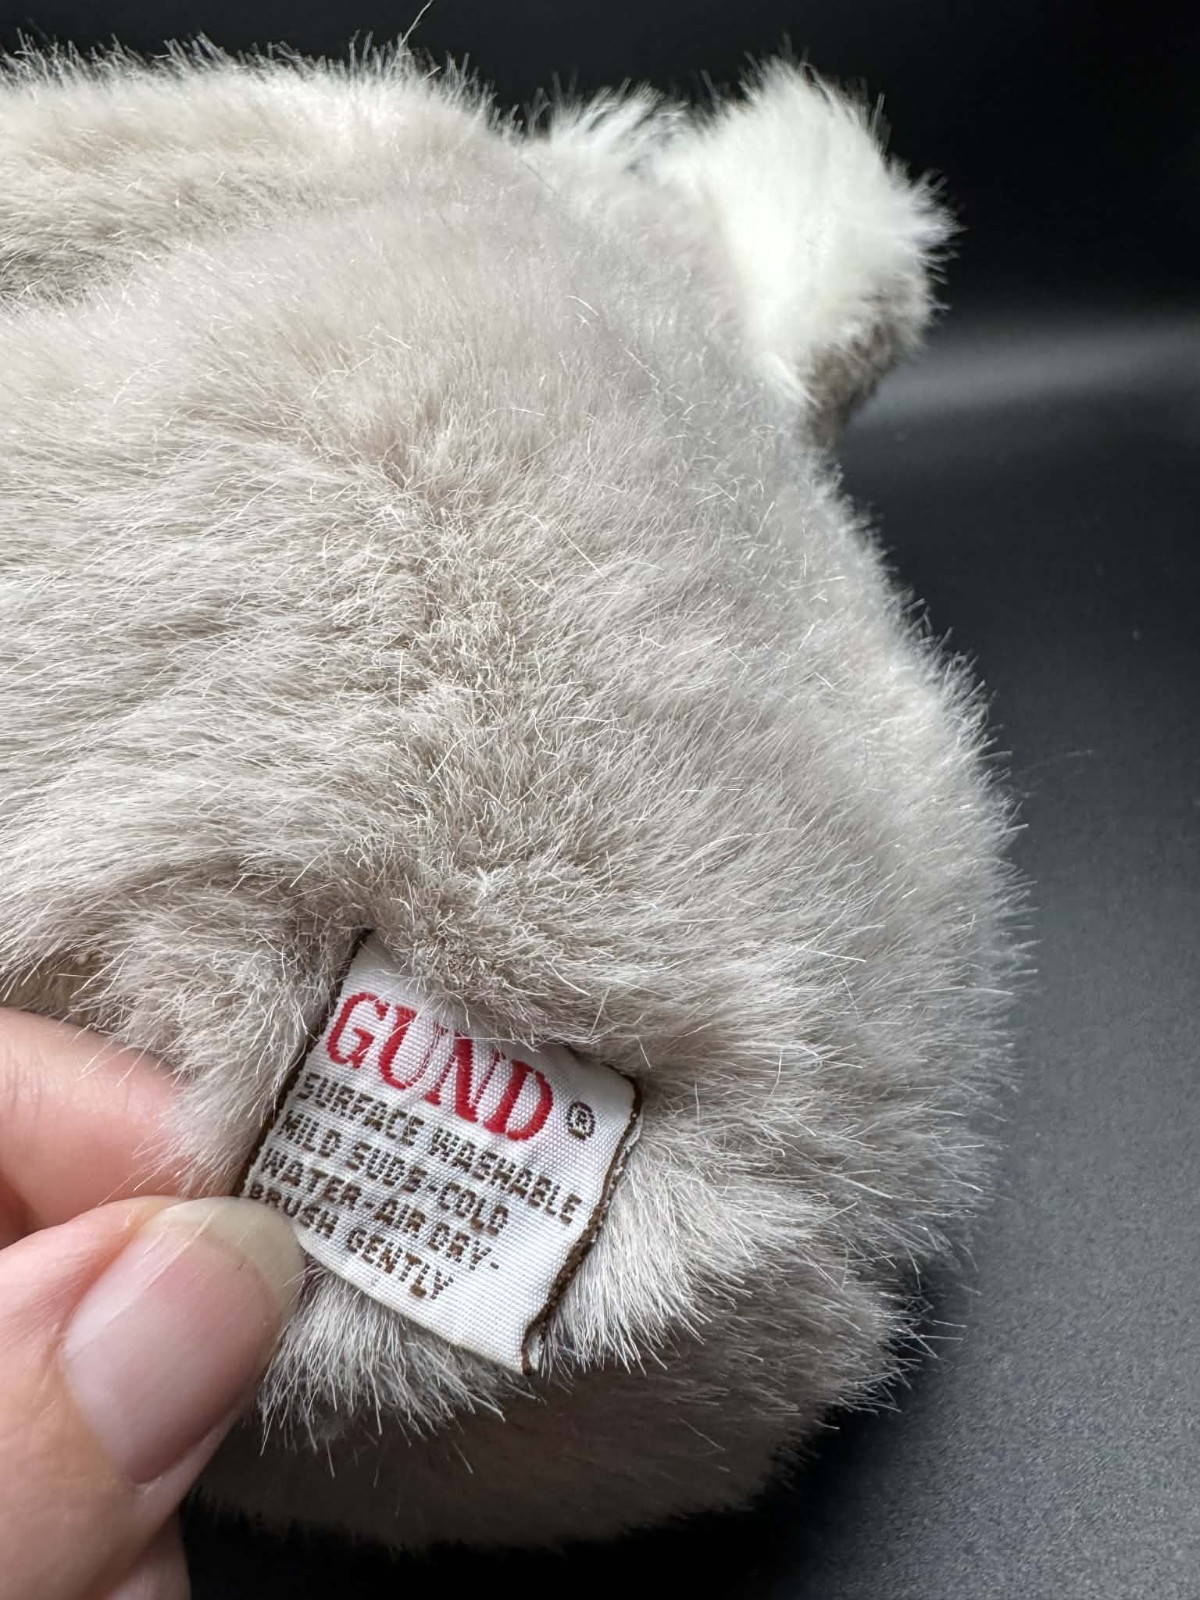 GUND®
SURFACE WASHABLE
MILD SUDS-COLD
WATER-AIR DRY-
BRUSH GENTLY